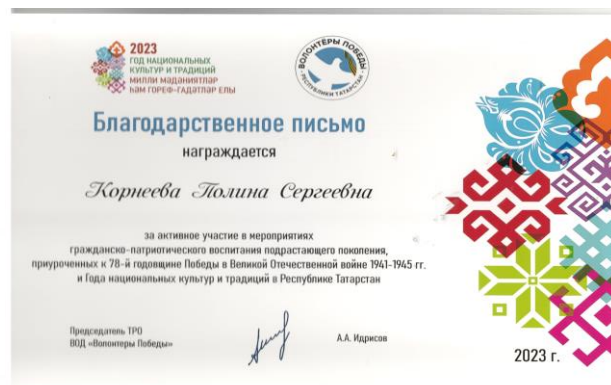 2023
ГОД НАЦИОНАЛЬНЫХ
КУЛЬТУР И ТРАДИЦИЙ
МИЛЛИ МӘДӘНИЯТЛӘР
ҺӘМ ГОРЕФ-ГАДӘТЛӘР ЕЛЫ
ВОЛОНТЕРЫ ПОБЕДЫ
РЕСПУБЛИКИ ТАТАРСТАН
Благодарственное письмо
награждается
Корнеева Полина Сергеевна
за активное участие в мероприятиях
гражданско-патриотического воспитания подрастающего поколения,
приуроченных к 78-й годовщине Победы в Великой Отечественной войне 1941-1945 гг.
и Года национальных культур и традиций в Республике Татарстан
Председатель ТРО
ВОД «Волонтеры Победы»
А.А. Идрисов
2023 г.